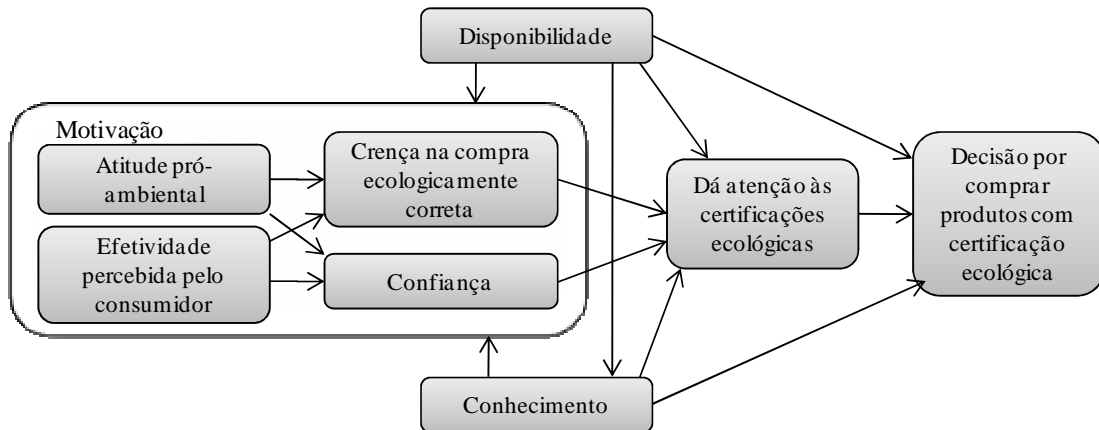 Disponibilidade
Motivação
Atitude pró-
ambiental
Crença na compra
ecologicamente
correta
Efetividade
percebida pelo
consumidor
Confiança
Dá atenção às
certificações
ecológicas
Decisão por
comprar
produtos com
certificação
ecológica
Conhecimento